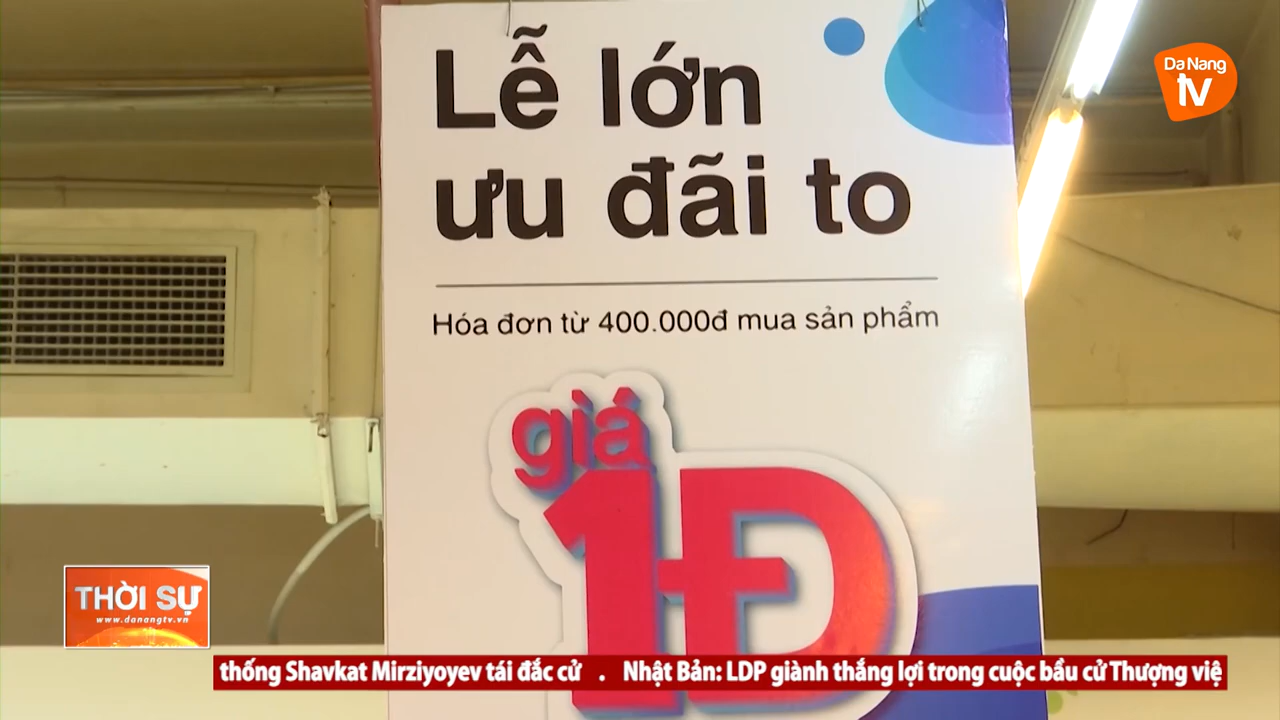 Lễ lớn
ưu đãi to
Hóa đơn từ 400.000đ mua sản phẩm
giá
1Đ
Da Nang
tv
THỜI SỰ
www.danangtv.vn
thống Shavkat Mirziyoyev tái đắc cử . Nhật Bản: LDP giành thắng lợi trong cuộc bầu cử Thượng việ